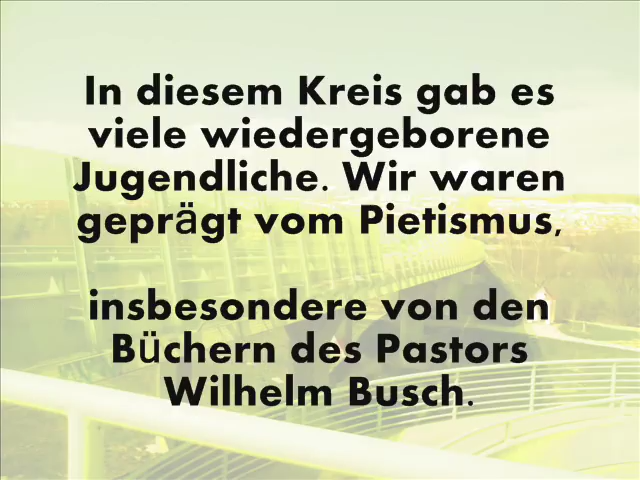 In diesem Kreis gab es
viele wiedergeborene
Jugendliche. Wir waren
geprägt vom Pietismus,
insbesondere von den
Büchern des Pastors
Wilhelm Busch.